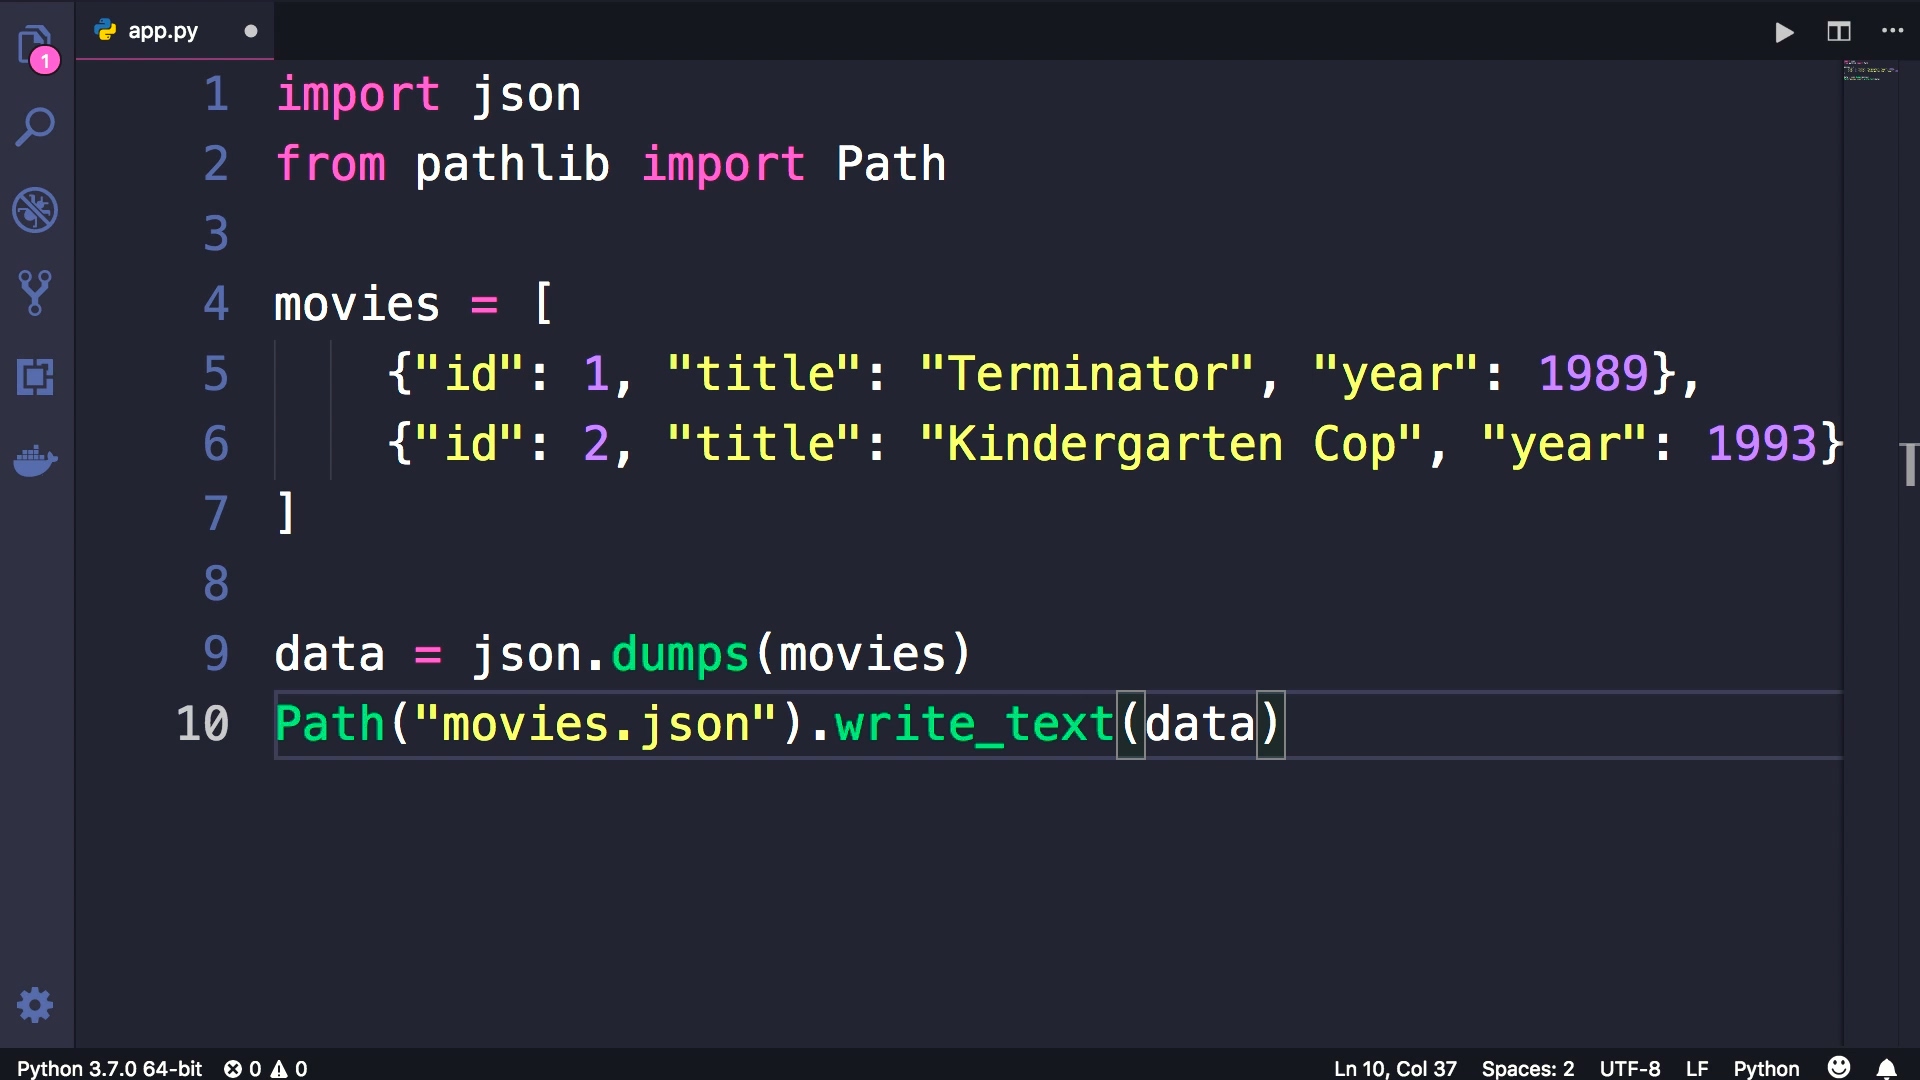 app.py
1
1 import json
2 from pathlib import Path
3
4 movies = [
5 {"id": 1, "title": "Terminator", "year": 1989},
6 {"id": 2, "title": "Kindergarten Cop", "year": 1993}
7 ]
8
9 data = json.dumps(movies)
10 Path("movies.json").write_text(data)
Python 3.7.0 64-bit 0 0 Ln 10, Col 37 Spaces: 2 UTF-8 LF Python